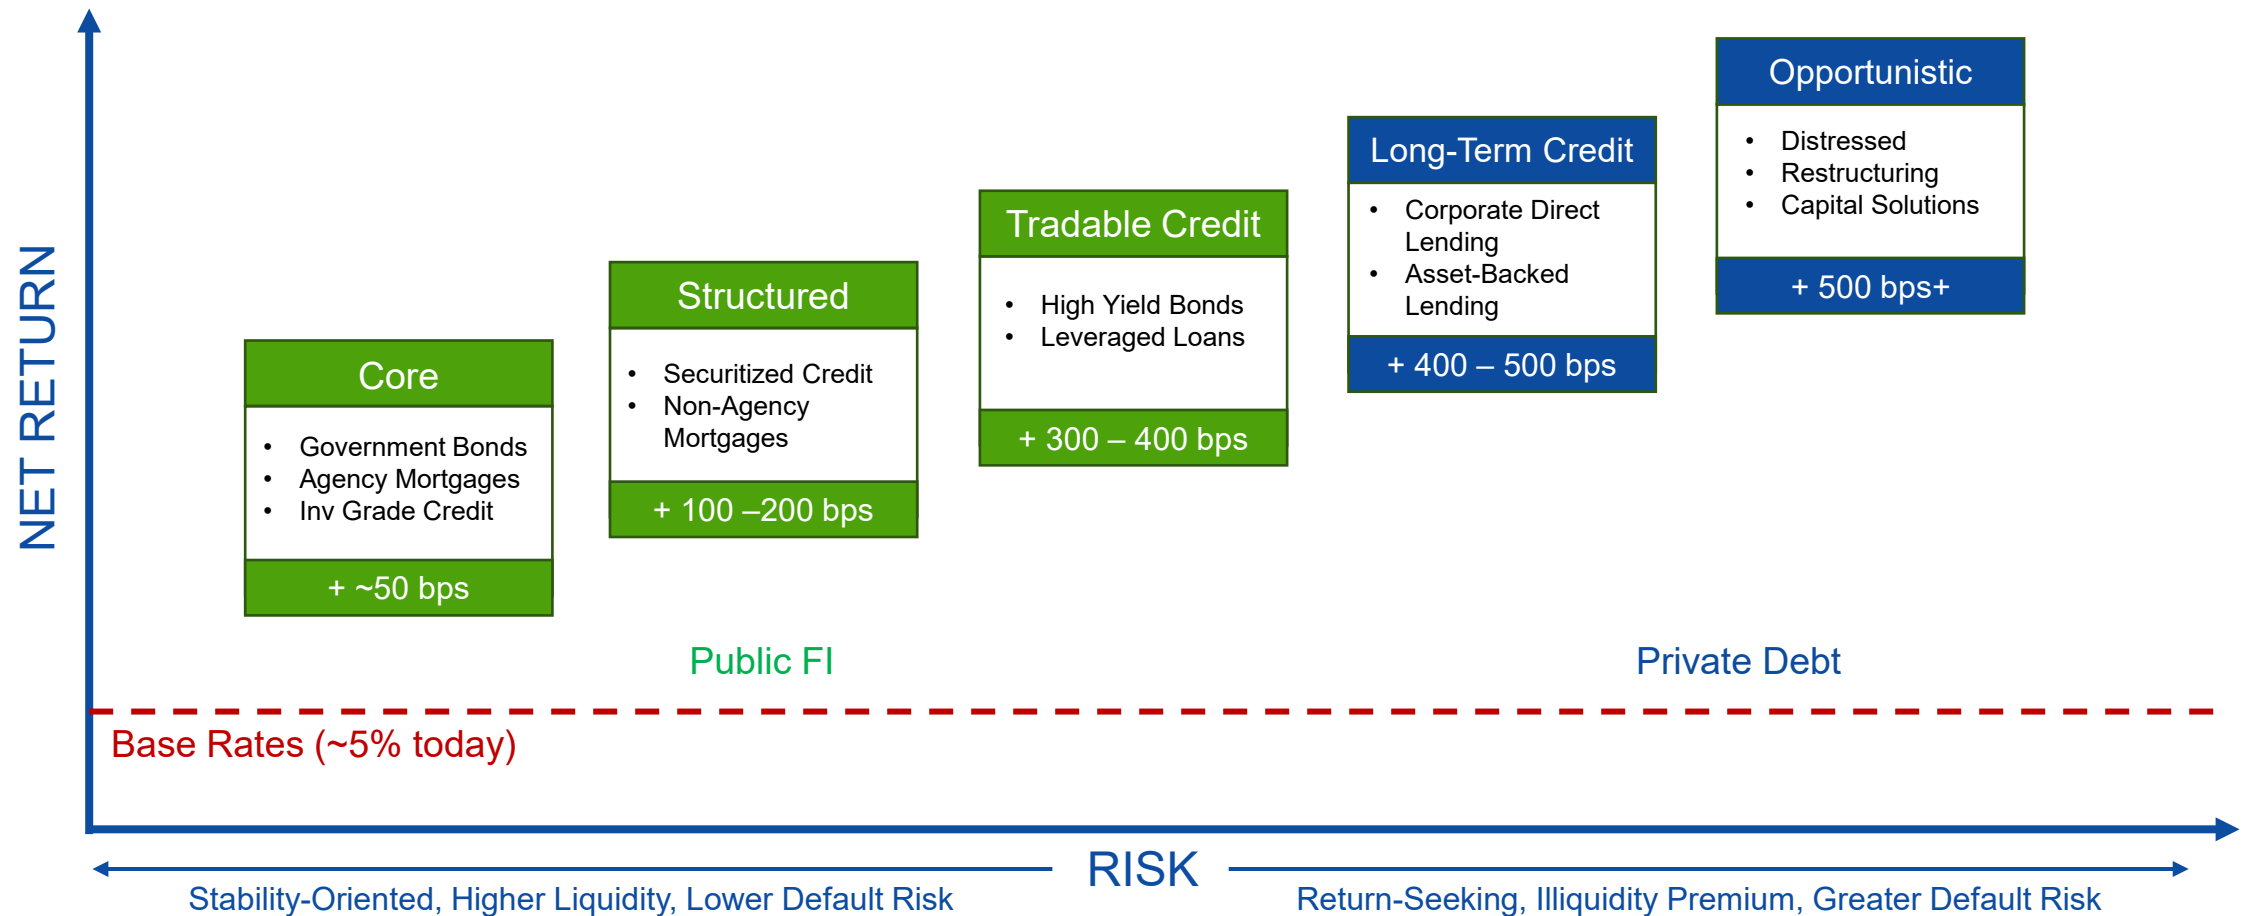 NET RETURN
Core
• Government Bonds
• Agency Mortgages
• Inv Grade Credit
+ ~50 bps
Structured
• Securitized Credit
• Non-Agency
Mortgages
+ 100 –200 bps
Tradable Credit
• High Yield Bonds
• Leveraged Loans
+ 300 – 400 bps
Long-Term Credit
• Corporate Direct
Lending
• Asset-Backed
Lending
+ 400 – 500 bps
Opportunistic
• Distressed
• Restructuring
• Capital Solutions
+ 500 bps+
Public FI
Private Debt
Base Rates (~5% today)
RISK
Stability-Oriented, Higher Liquidity, Lower Default Risk
Return-Seeking, Illiquidity Premium, Greater Default Risk